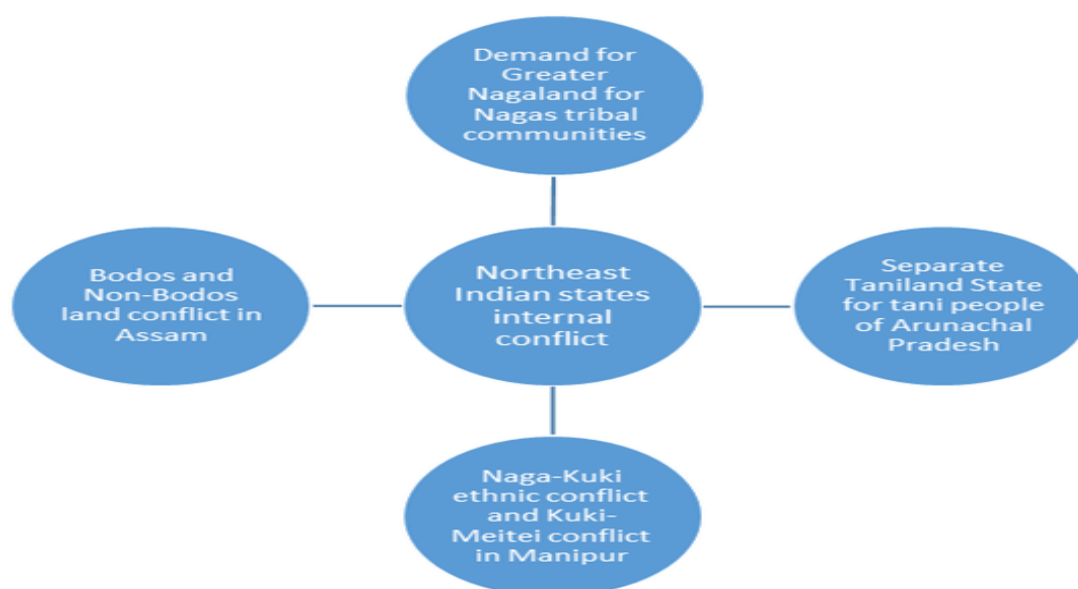 Demand for
Greater
Nagaland for
Nagas tribal
communities
Bodos and
Non-Bodos
land conflict in
Assam
Northeast
Indian states
internal
conflict
Separate
Taniland State
for tani people
of Arunachal
Pradesh
Naga-Kuki
ethnic conflict
and Kuki-
Meitei conflict
in Manipur